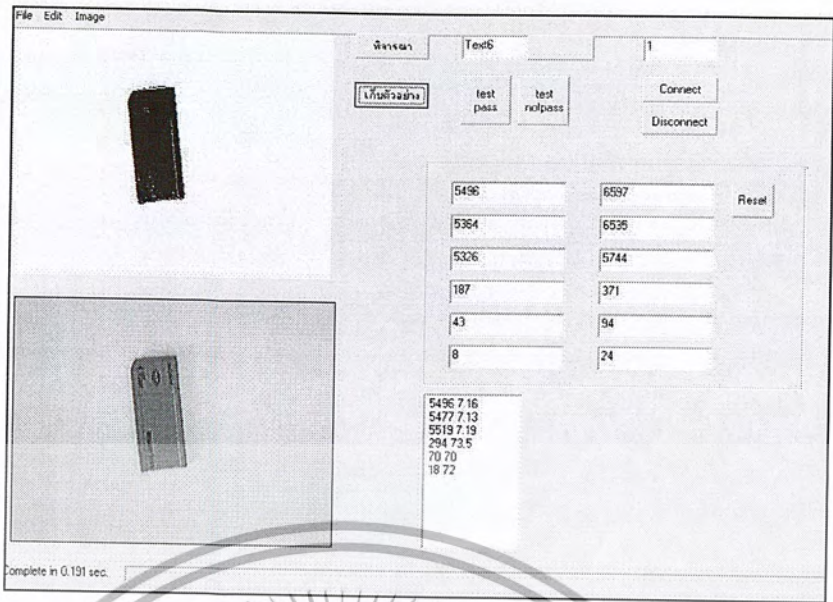 File Edit Image
พิจารณา Text6 1
เก็บตัวอย่าง test pass test notpass Connect
Disconnect
5496 6597 Reset
5364 6535
5326 5744
187 371
43 94
8 24
5496 7.16
5477 7.13
5519 7.19
294 73.5
70 70
18 72
Complete in 0.191 sec.